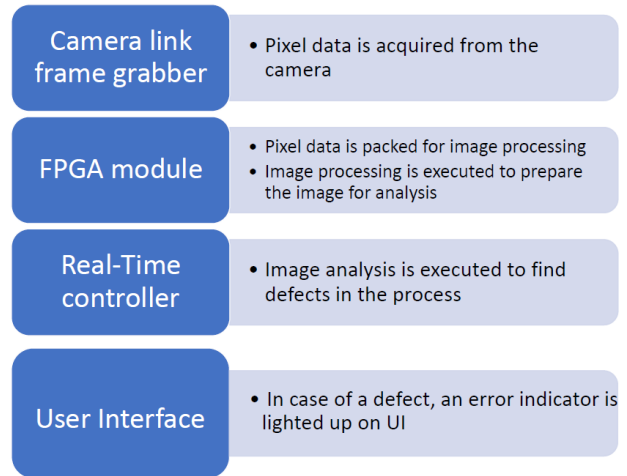 Camera link
frame grabber
• Pixel data is acquired from the
camera
FPGA module
• Pixel data is packed for image processing
• Image processing is executed to prepare
the image for analysis
Real-Time
controller
• Image analysis is executed to find
defects in the process
User Interface
• In case of a defect, an error indicator is
lighted up on UI